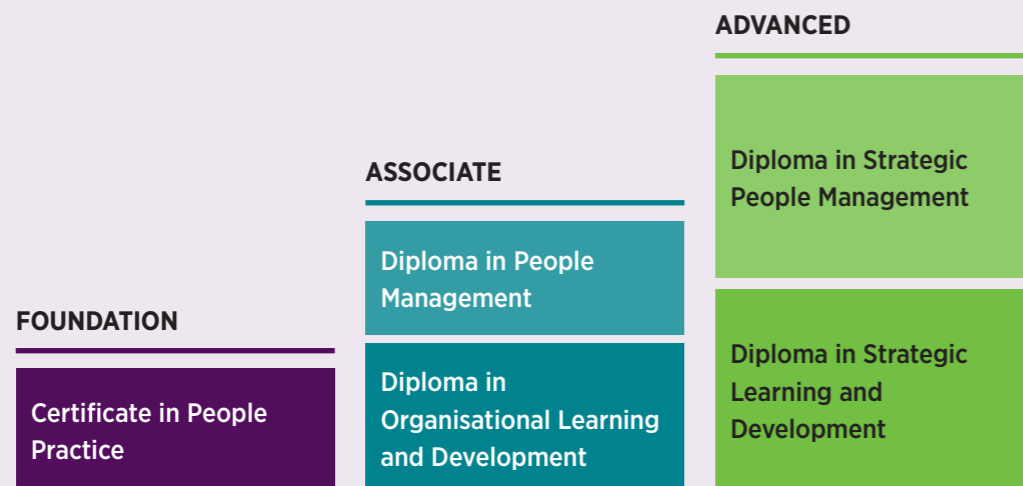 FOUNDATION
Certificate in People
Practice
ASSOCIATE
Diploma in People
Management
Diploma in
Organisational Learning
and Development
ADVANCED
Diploma in Strategic
People Management
Diploma in Strategic
Learning and
Development